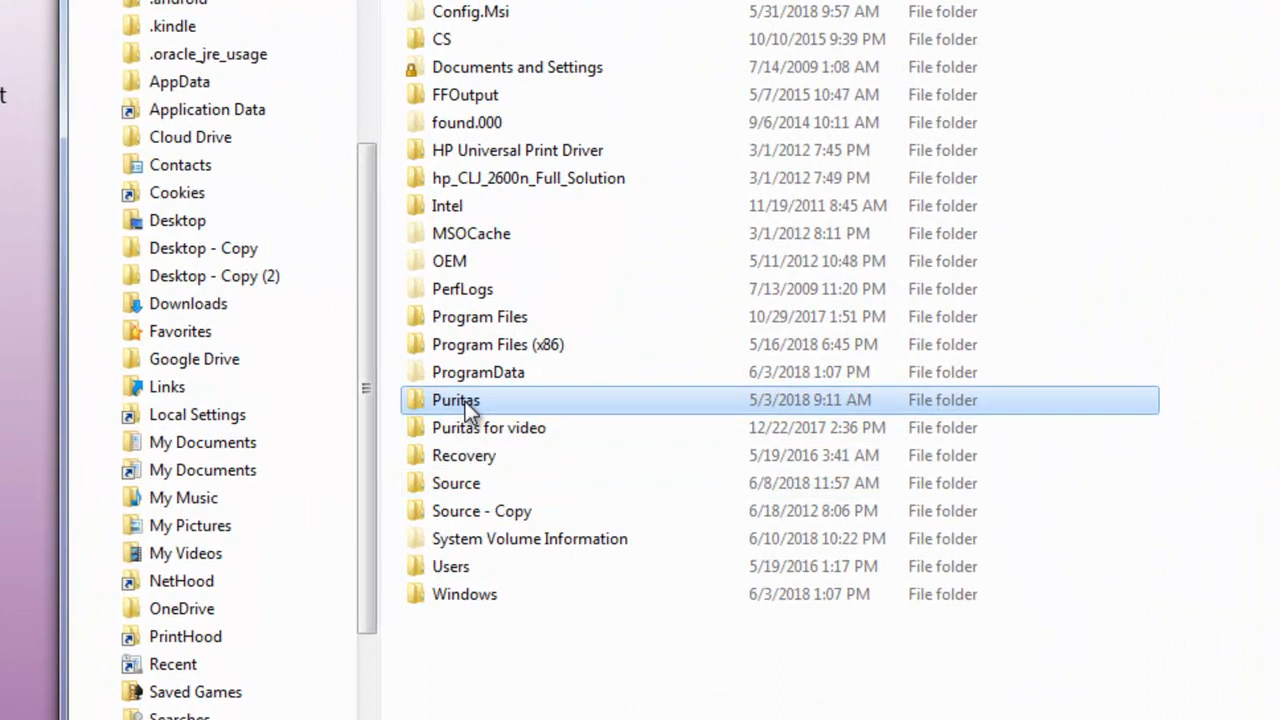 t
.android
.kindle
.oracle_jre_usage
AppData
Application Data
Cloud Drive
Contacts
Cookies
Desktop
Desktop - Copy
Desktop - Copy (2)
Downloads
Favorites
Google Drive
Links
Local Settings
My Documents
My Documents
My Music
My Pictures
My Videos
NetHood
OneDrive
PrintHood
Recent
Saved Games
Searches
Config.Msi 5/31/2018 9:57 AM File folder
CS 10/10/2015 9:39 PM File folder
Documents and Settings 7/14/2009 1:08 AM File folder
FFOutput 5/7/2015 10:47 AM File folder
found.000 9/6/2014 10:11 AM File folder
HP Universal Print Driver 3/1/2012 7:45 PM File folder
hp_CLJ_2600n_Full_Solution 3/1/2012 7:49 PM File folder
Intel 11/19/2011 8:45 AM File folder
MSOCache 3/1/2012 8:11 PM File folder
OEM 5/11/2012 10:48 PM File folder
PerfLogs 7/13/2009 11:20 PM File folder
Program Files 10/29/2017 1:51 PM File folder
Program Files (x86) 5/16/2018 6:45 PM File folder
ProgramData 6/3/2018 1:07 PM File folder
Puritas 5/3/2018 9:11 AM File folder
Puritas for video 12/22/2017 2:36 PM File folder
Recovery 5/19/2016 3:41 AM File folder
Source 6/8/2018 11:57 AM File folder
Source - Copy 6/18/2012 8:06 PM File folder
System Volume Information 6/10/2018 10:22 PM File folder
Users 5/19/2016 1:17 PM File folder
Windows 6/3/2018 1:07 PM File folder